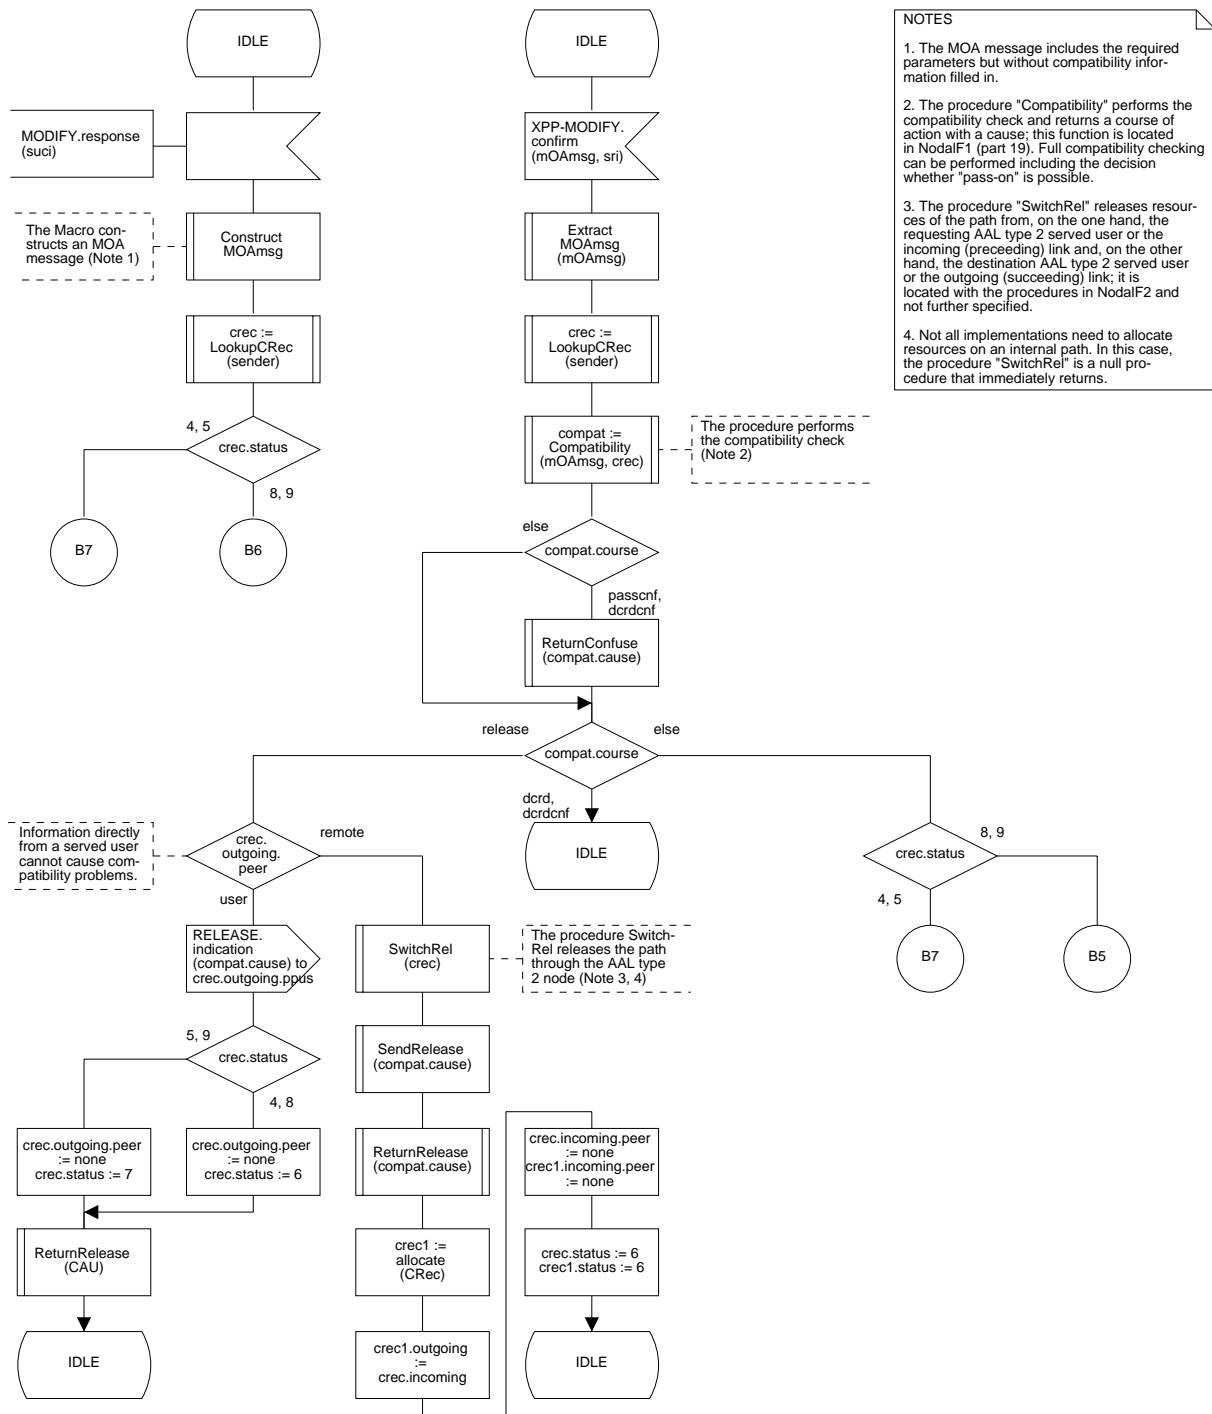 IDLE
MODIFY.response
(suci)
The Macro con-
structs an MOA
message (Note 1)
Construct
MOAmsg
crec :=
LookupCRec
(sender)
4, 5
crec.status
8, 9
B7
B6
IDLE
XPP-MODIFY.
confirm
(mOAmsg, sri)
Extract
MOAmsg
(mOAmsg)
crec :=
LookupCRec
(sender)
compat :=
Compatibility
(mOAmsg, crec)
The procedure performs
the compatibility check
(Note 2)
else
compat.course
passcnf,
dcrdcnf
ReturnConfuse
(compat.cause)
release
compat.course
else
dcrd,
dcrdcnf
IDLE
NOTES
1. The MOA message includes the required
parameters but without compatibility infor-
mation filled in.
2. The procedure "Compatibility" performs the
compatibility check and returns a course of
action with a cause; this function is located
in NodalF1 (part 19). Full compatibility checking
can be performed including the decision
whether "pass-on" is possible.
3. The procedure "SwitchRel" releases resour-
ces of the path from, on the one hand, the
requesting AAL type 2 served user or the
incoming (preceeding) link and, on the other
hand, the destination AAL type 2 served user
or the outgoing (succeeding) link; it is
located with the procedures in NodalF2 and
not further specified.
4. Not all implementations need to allocate
resources on an internal path. In this case,
the procedure "SwitchRel" is a null pro-
cedure that immediately returns.
Information directly
from a served user
cannot cause com-
patibility problems.
crec.
outgoing.
peer
remote
user
RELEASE.
indication
(compat.cause) to
crec.outgoing.ppus
5, 9
crec.status
4, 8
crec.outgoing.peer
:= none
crec.status := 7
crec.outgoing.peer
:= none
crec.status := 6
ReturnRelease
(CAU)
IDLE
SwitchRel
(crec)
The procedure Switch-
Rel releases the path
through the AAL type
2 node (Note 3, 4)
SendRelease
(compat.cause)
ReturnRelease
(compat.cause)
crec1 :=
allocate
(CRec)
crec1.outgoing
:=
crec.incoming
crec.incoming.peer
:= none
crec1.incoming.peer
:= none
crec.status := 6
crec1.status := 6
IDLE
8, 9
crec.status
4, 5
B7
B5